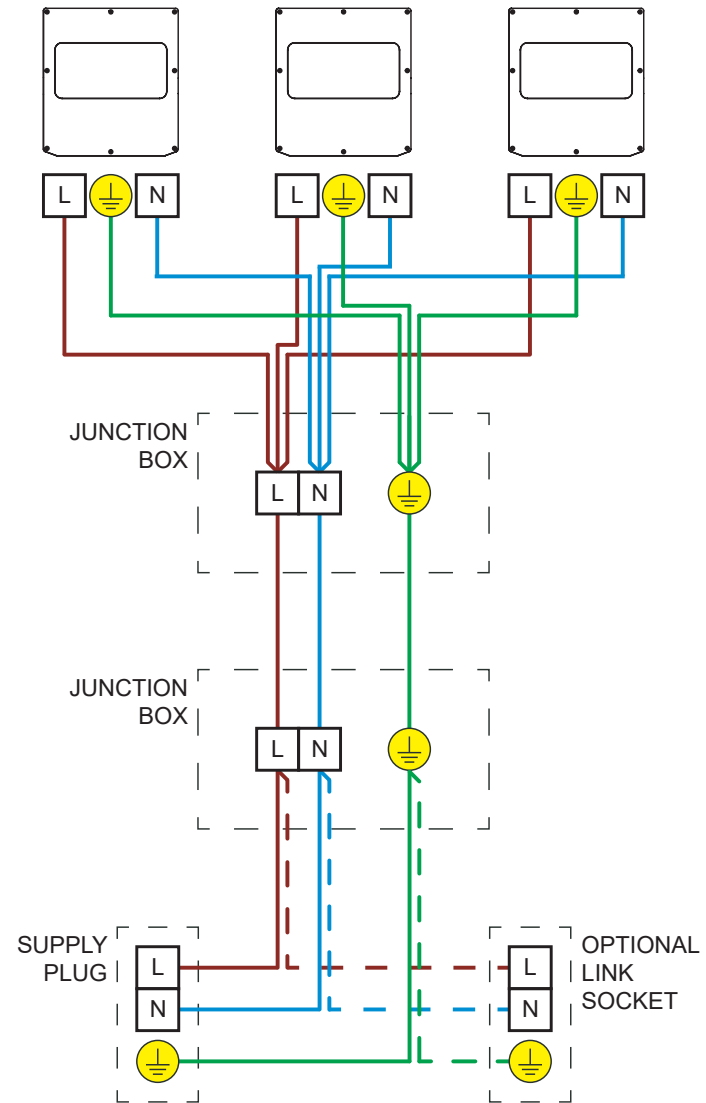 L N L N L N
JUNCTION
BOX
L N
JUNCTION
BOX
L N
SUPPLY
PLUG
L
N
OPTIONAL
LINK
SOCKET
L
N